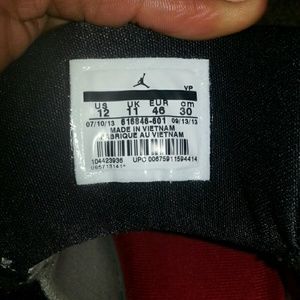 VP
US UK EUR cm
12 11 46 30
07/10/13 616846-601 09/13/13
MADE IN VIETNAM
FABRIQUE AU VIETNAM
104423936 UPC 00675911594414